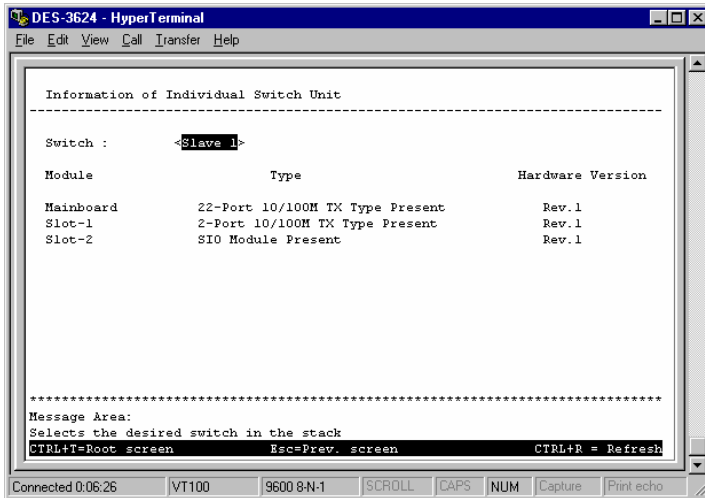 DES-3624 - HyperTerminal
File Edit View Call Transfer Help
Information of Individual Switch Unit
--------------------------------------------------------------------------------
Switch : <Slave 1>
Module Type Hardware Version
Mainboard 22-Port 10/100M TX Type Present Rev.1
Slot-1 2-Port 10/100M TX Type Present Rev.1
Slot-2 SIO Module Present Rev.1
********************************************************************************
Message Area:
Selects the desired switch in the stack
CTRL+T=Root screen Esc=Prev. screen CTRL+R = Refresh
Connected 0:06:26 VT100 9600 8-N-1 SCROLL CAPS NUM Capture Print echo